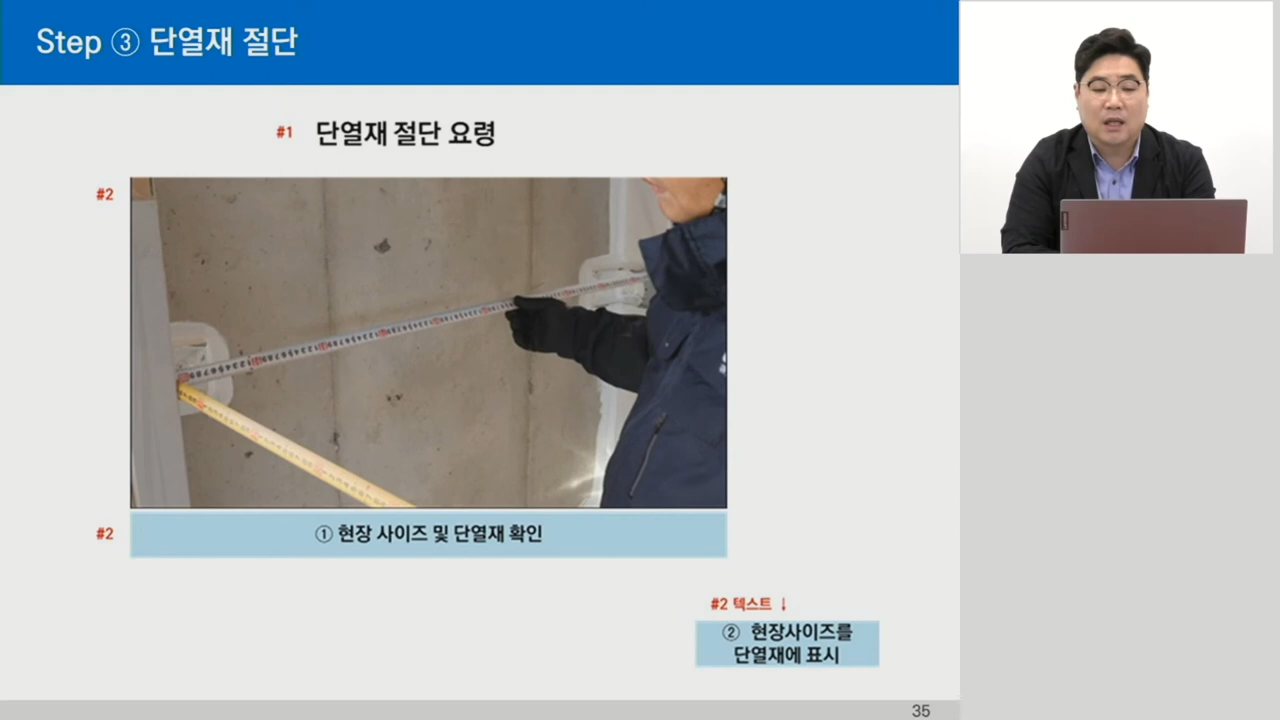 Step ③ 단열재 절단
#1 단열재 절단 요령
#2
#2 ① 현장 사이즈 및 단열재 확인
#2 텍스트 ↓
② 현장사이즈를
단열재에 표시
35